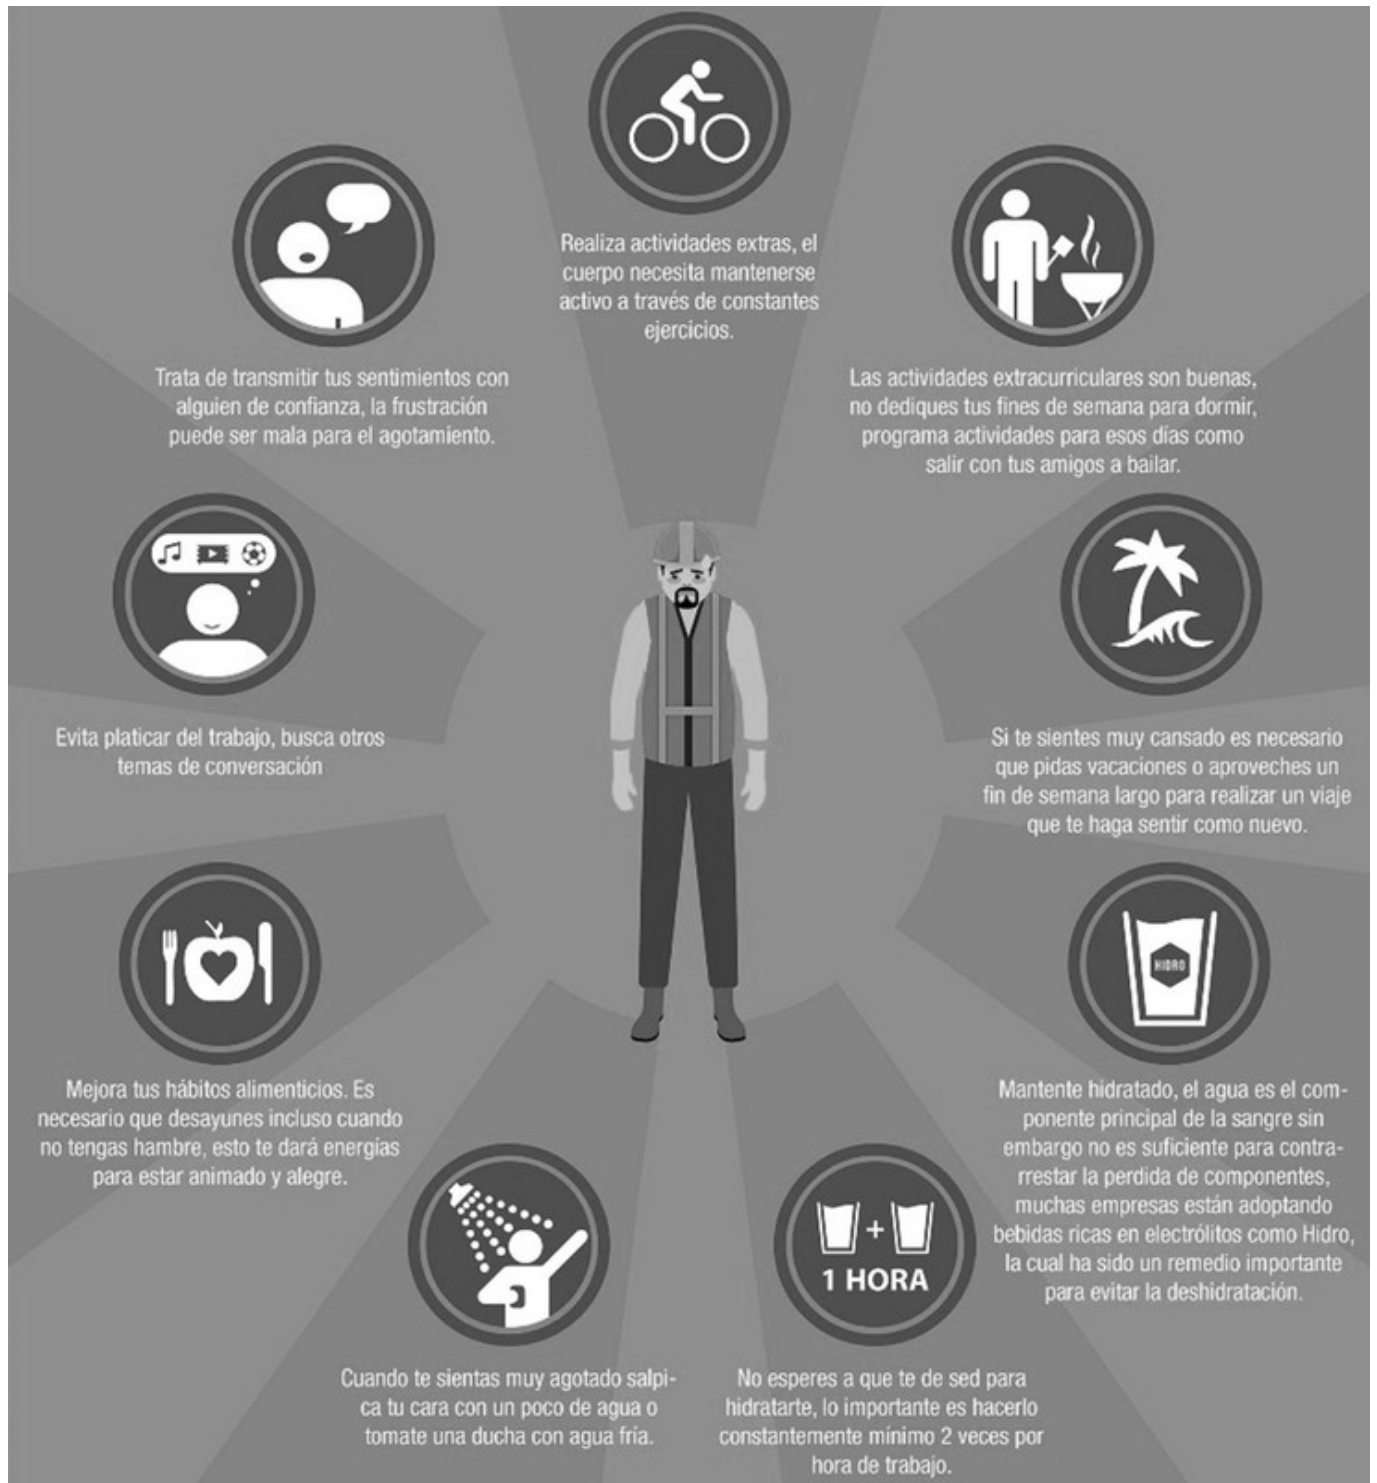 Realiza actividades extras, el
cuerpo necesita mantenerse
activo a través de constantes
ejercicios.
Trata de transmitir tus sentimientos con
alguien de confianza, la frustración
puede ser mala para el agotamiento.
Las actividades extracurriculares son buenas,
no dediques tus fines de semana para dormir,
programa actividades para esos días como
salir con tus amigos a bailar.
Evita platicar del trabajo, busca otros
temas de conversación
Si te sientes muy cansado es necesario
que pidas vacaciones o aproveches un
fin de semana largo para realizar un viaje
que te haga sentir como nuevo.
Mejora tus hábitos alimenticios. Es
necesario que desayunes incluso cuando
no tengas hambre, esto te dará energías
para estar animado y alegre.
HIDRO
Mantente hidratado, el agua es el com-
ponente principal de la sangre sin
embargo no es suficiente para contra-
rrestar la perdida de componentes,
muchas empresas están adoptando
bebidas ricas en electrólitos como Hidro,
la cual ha sido un remedio importante
para evitar la deshidratación.
Cuando te sientas muy agotado salpi-
ca tu cara con un poco de agua o
tomate una ducha con agua fría.
+
1 HORA
No esperes a que te de sed para
hidratarte, lo importante es hacerlo
constantemente mínimo 2 veces por
hora de trabajo.